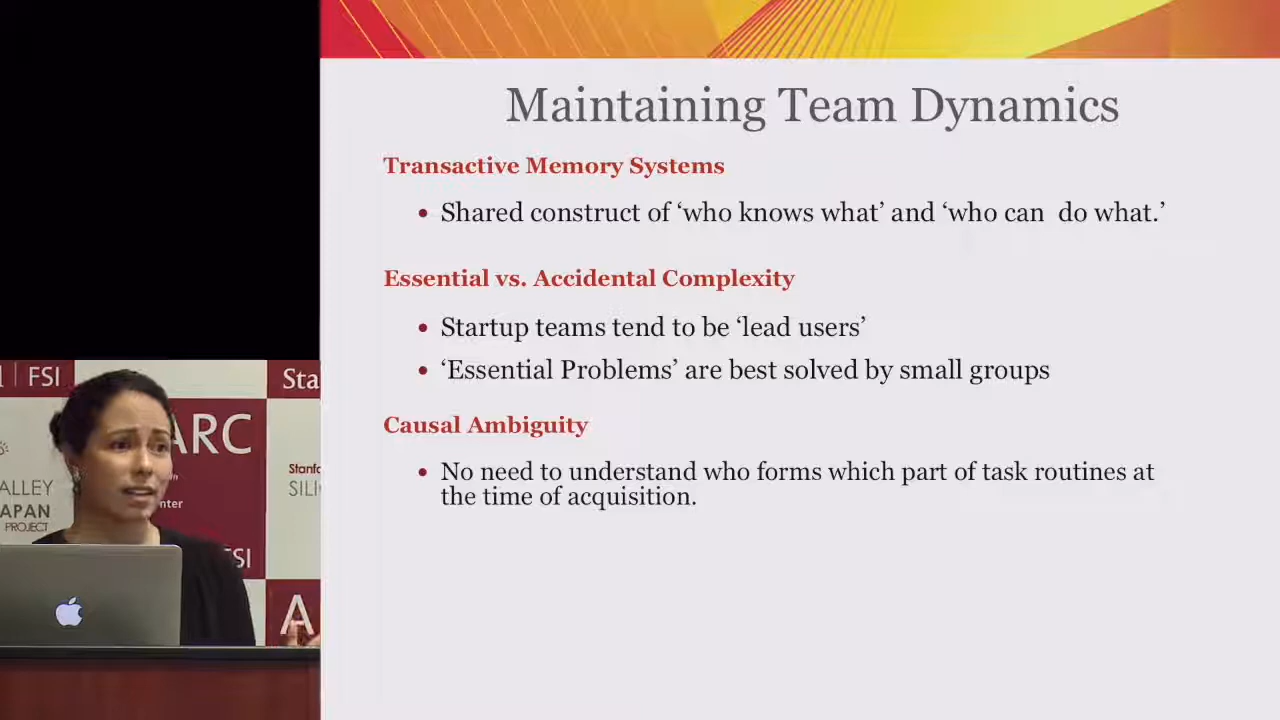 Maintaining Team Dynamics
Transactive Memory Systems
• Shared construct of ‘who knows what’ and ‘who can do what.’
Essential vs. Accidental Complexity
• Startup teams tend to be ‘lead users’
• ‘Essential Problems’ are best solved by small groups
Causal Ambiguity
• No need to understand who forms which part of task routines at
the time of acquisition.
FSI
Sta
ARC
Stanfo
SILI
ALLEY
APAN
PROJECT
nter
FSI
A